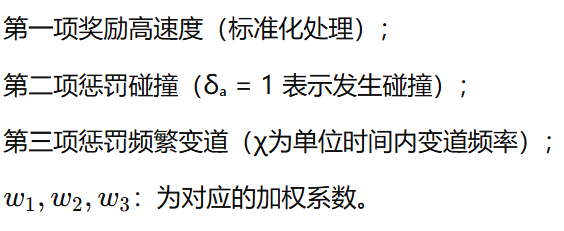 第一项奖励高速度（标准化处理）；
第二项惩罚碰撞（δₐ = 1 表示发生碰撞）；
第三项惩罚频繁变道（χ为单位时间内变道频率）；
w₁, w₂, w₃：为对应的加权系数。